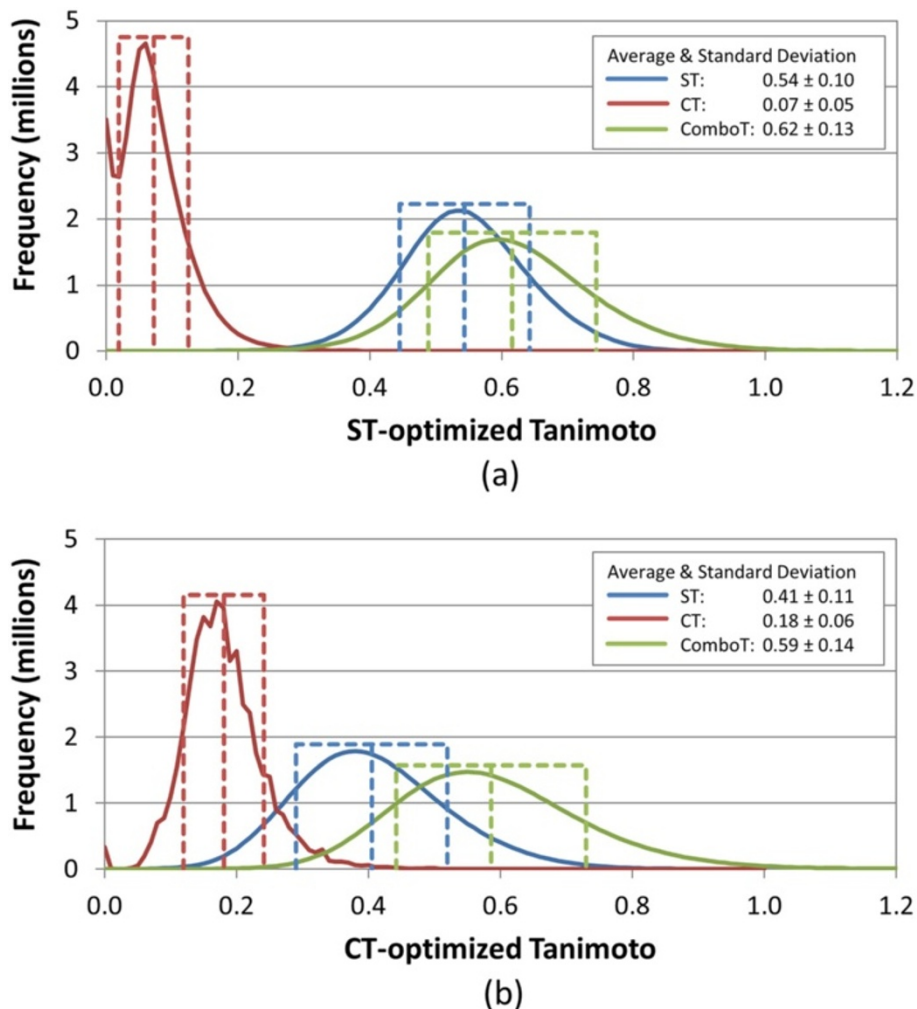 5
4
3
2
1
0
Frequency (millions)
Average & Standard Deviation
ST: 0.54 ± 0.10
CT: 0.07 ± 0.05
ComboT: 0.62 ± 0.13
0.0 0.2 0.4 0.6 0.8 1.0 1.2
ST-optimized Tanimoto
(a)
5
4
3
2
1
0
Frequency (millions)
Average & Standard Deviation
ST: 0.41 ± 0.11
CT: 0.18 ± 0.06
ComboT: 0.59 ± 0.14
0.0 0.2 0.4 0.6 0.8 1.0 1.2
CT-optimized Tanimoto
(b)